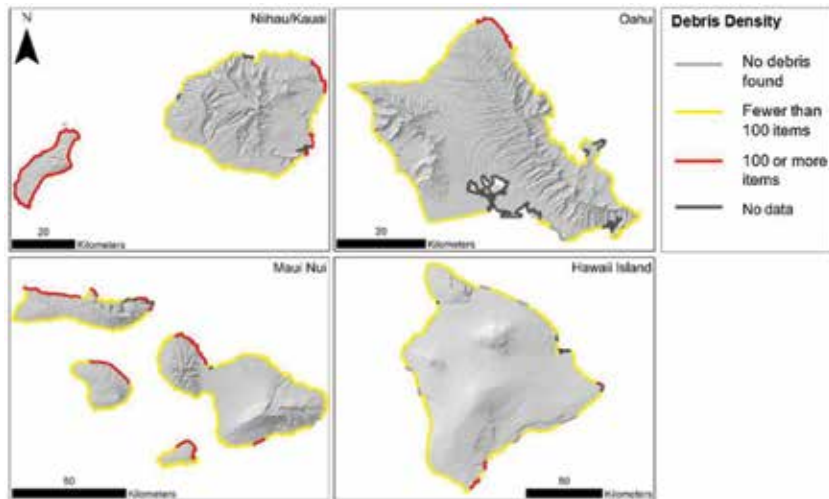 N
Niihau/Kauai
20
Kilometers
Oahu
20
Kilometers
Maui Nui
50
Kilometers
Hawaii Island
50
Kilometers
Debris Density
No debris
found
Fewer than
100 items
100 or more
items
No data